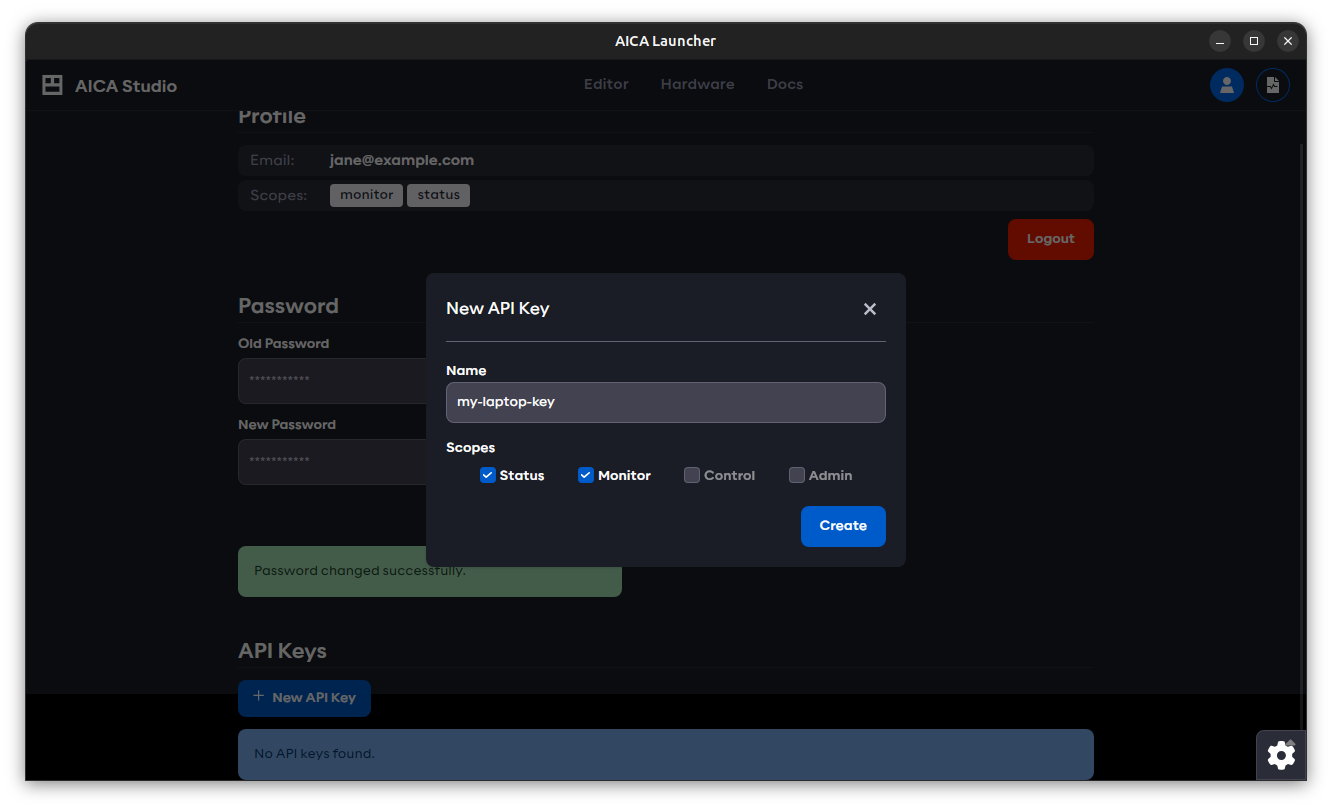 AICA Launcher
AICA Studio
Editor Hardware Docs
Profile
Email: jane@example.com
Scopes: monitor status
Logout
Password
Old Password
***********
New Password
***********
New API Key
Name
my-laptop-key
Scopes
Status Monitor Control Admin
Create
Password changed successfully.
API Keys
+ New API Key
No API keys found.